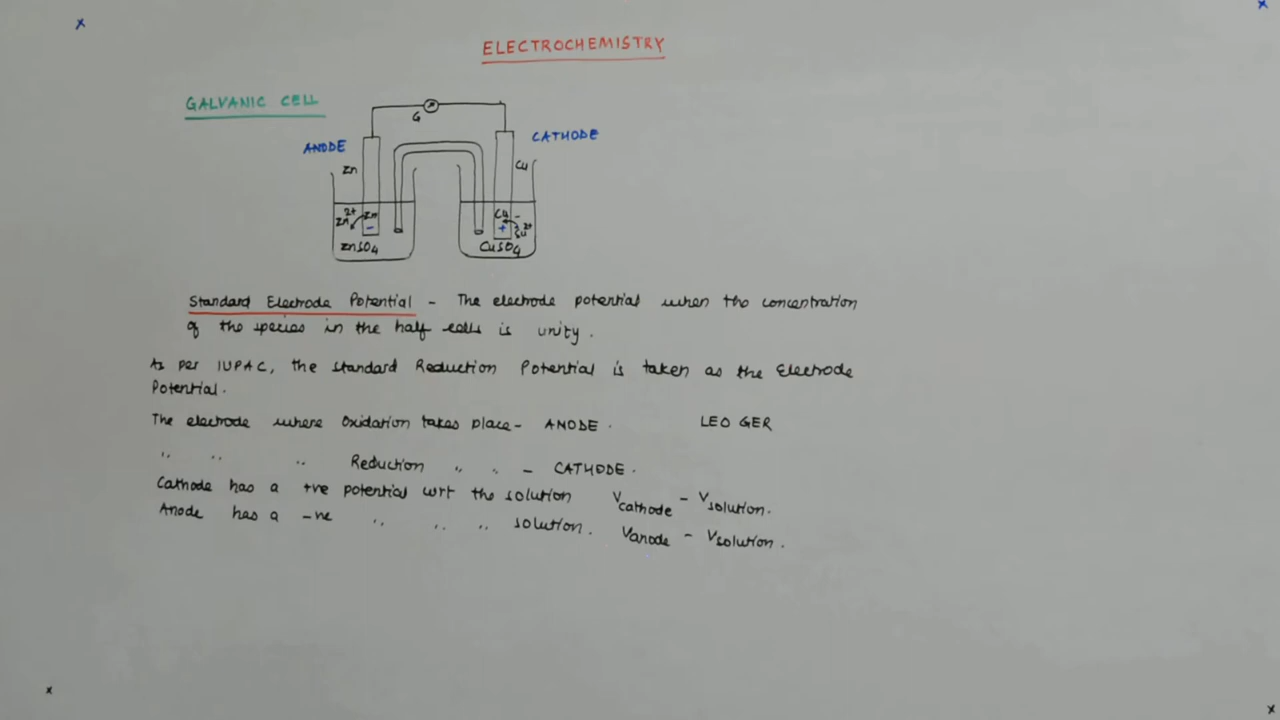 ELECTROCHEMISTRY
GALVANIC CELL
G
ANODE
CATHODE
Zn
Cu
Zn2+ Zn
Cu Cu2+
- +
ZnSO4
CuSO4
Standard Electrode Potential - The electrode potential when the concentration
of the species in the half cells is unity.
As per IUPAC, the standard Reduction Potential is taken as the Electrode
Potential.
The electrode where Oxidation takes place - ANODE. LEO GER
" " " Reduction " " - CATHODE.
Cathode has a +ve potential wrt the solution Vcathode - Vsolution.
Anode has a -ve " " " solution. Vanode - Vsolution.